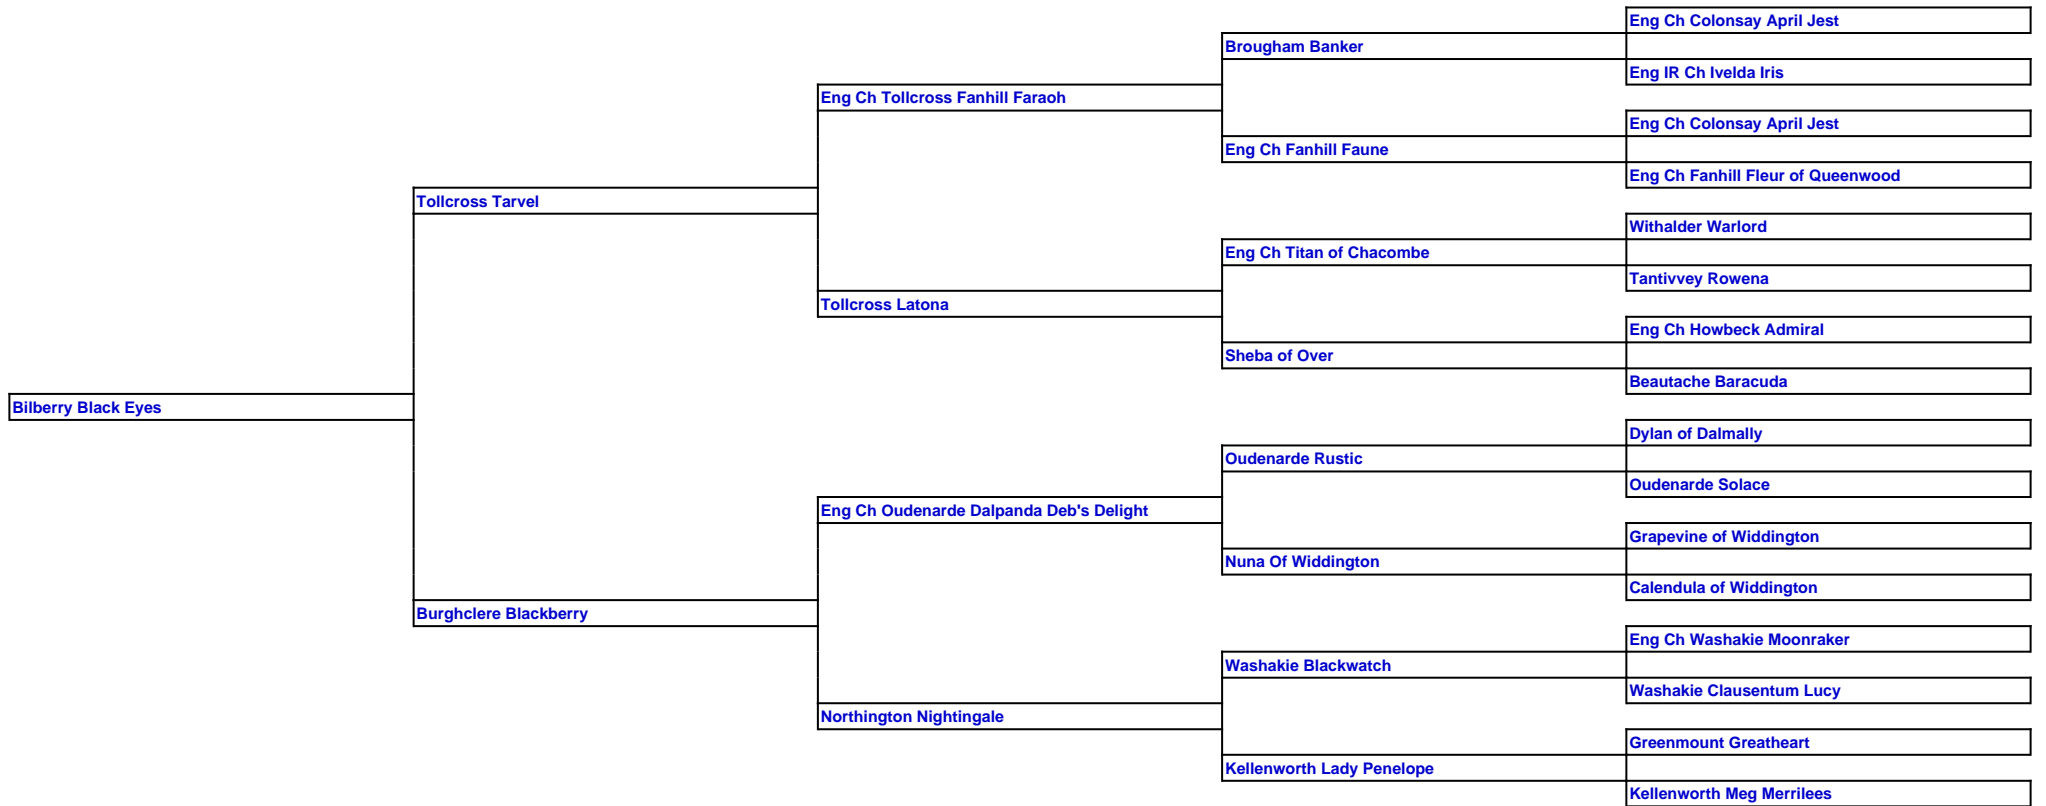 Eng Ch Colonsay April Jest
Brougham Banker
Eng IR Ch Ivelda Iris
Eng Ch Tollcross Fanhill Faraoh
Eng Ch Colonsay April Jest
Eng Ch Fanhill Faune
Eng Ch Fanhill Fleur of Queenwood
Tollcross Tarvel
Withalder Warlord
Eng Ch Titan of Chacombe
Tantivvey Rowena
Tollcross Latona
Eng Ch Howbeck Admiral
Sheba of Over
Beautache Baracuda
Bilberry Black Eyes
Dylan of Dalmally
Oudenarde Rustic
Oudenarde Solace
Eng Ch Oudenarde Dalpanda Deb's Delight
Grapevine of Widdington
Nuna Of Widdington
Calendula of Widdington
Burghclere Blackberry
Eng Ch Washakie Moonraker
Washakie Blackwatch
Washakie Clausentum Lucy
Northington Nightingale
Greenmount Greatheart
Kellenworth Lady Penelope
Kellenworth Meg Merrilees